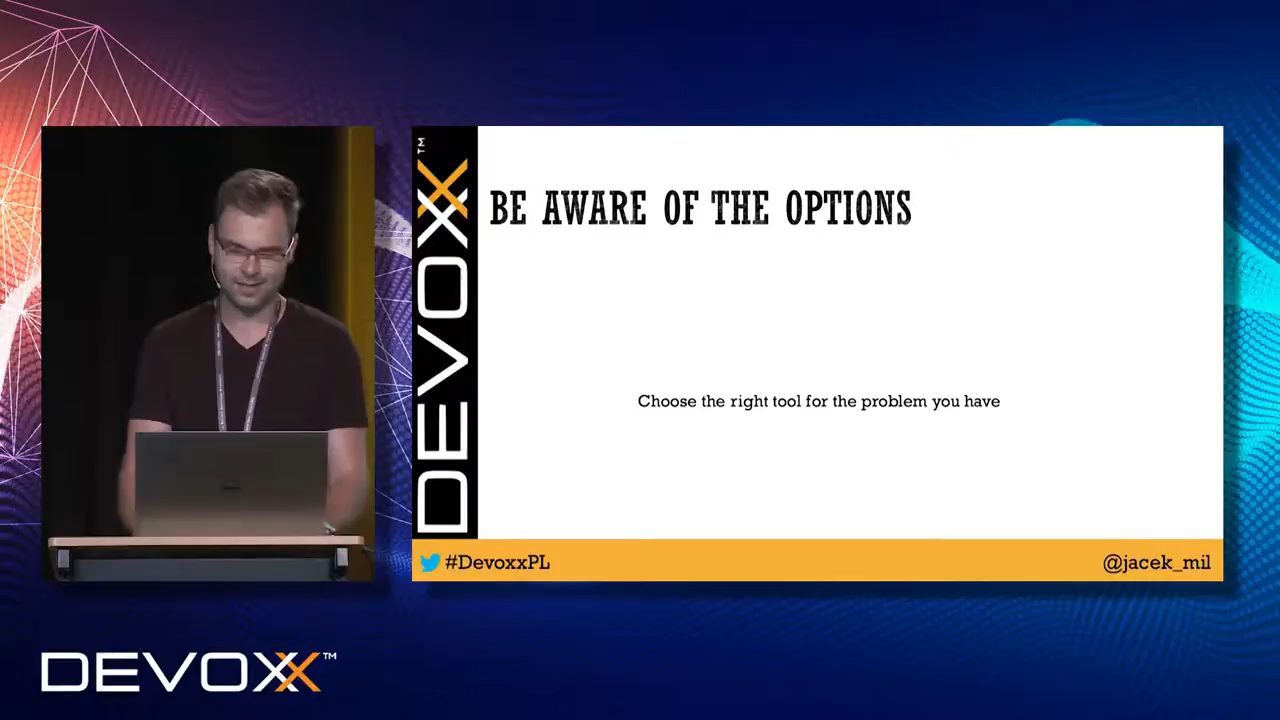 DEVOXX™
BE AWARE OF THE OPTIONS
Choose the right tool for the problem you have
#DevoxxPL
@jacek_mil
DEVOXX™